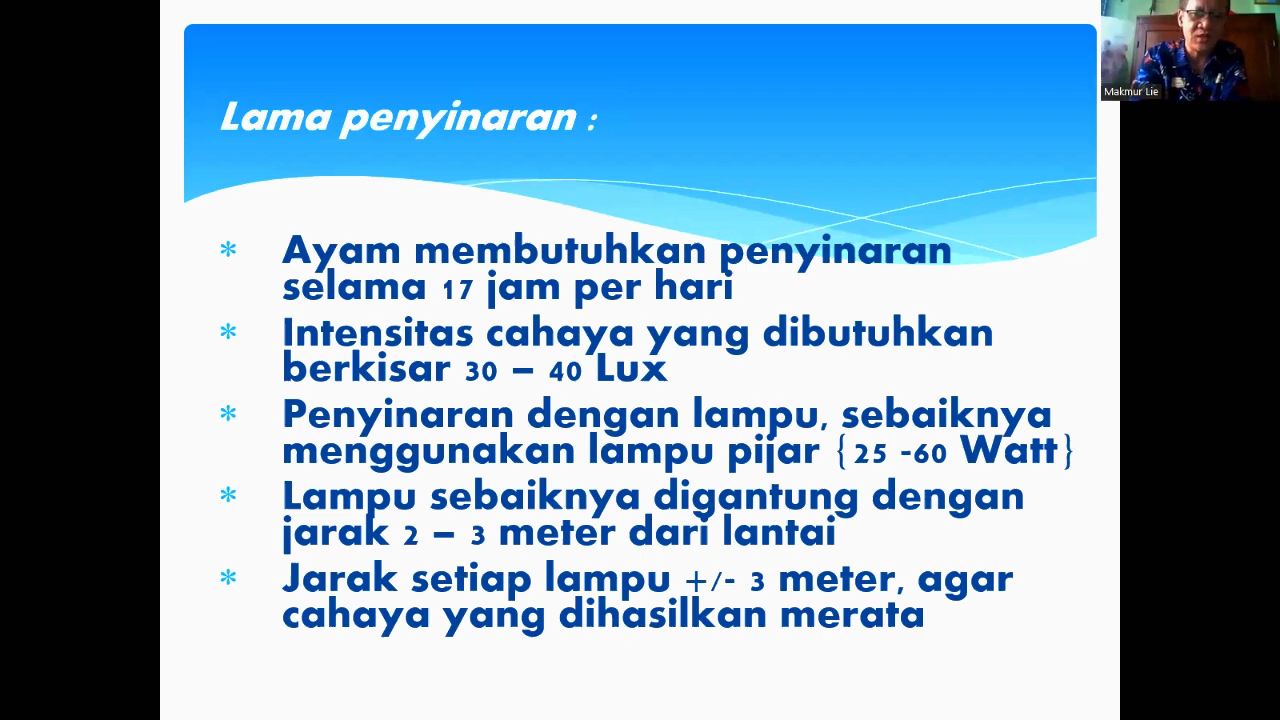 Lama penyinaran :
Makmur Lie
* Ayam membutuhkan penyinaran
selama 17 jam per hari
* Intensitas cahaya yang dibutuhkan
berkisar 30 – 40 Lux
* Penyinaran dengan lampu, sebaiknya
menggunakan lampu pijar {25 -60 Watt}
* Lampu sebaiknya digantung dengan
jarak 2 – 3 meter dari lantai
* Jarak setiap lampu +/- 3 meter, agar
cahaya yang dihasilkan merata